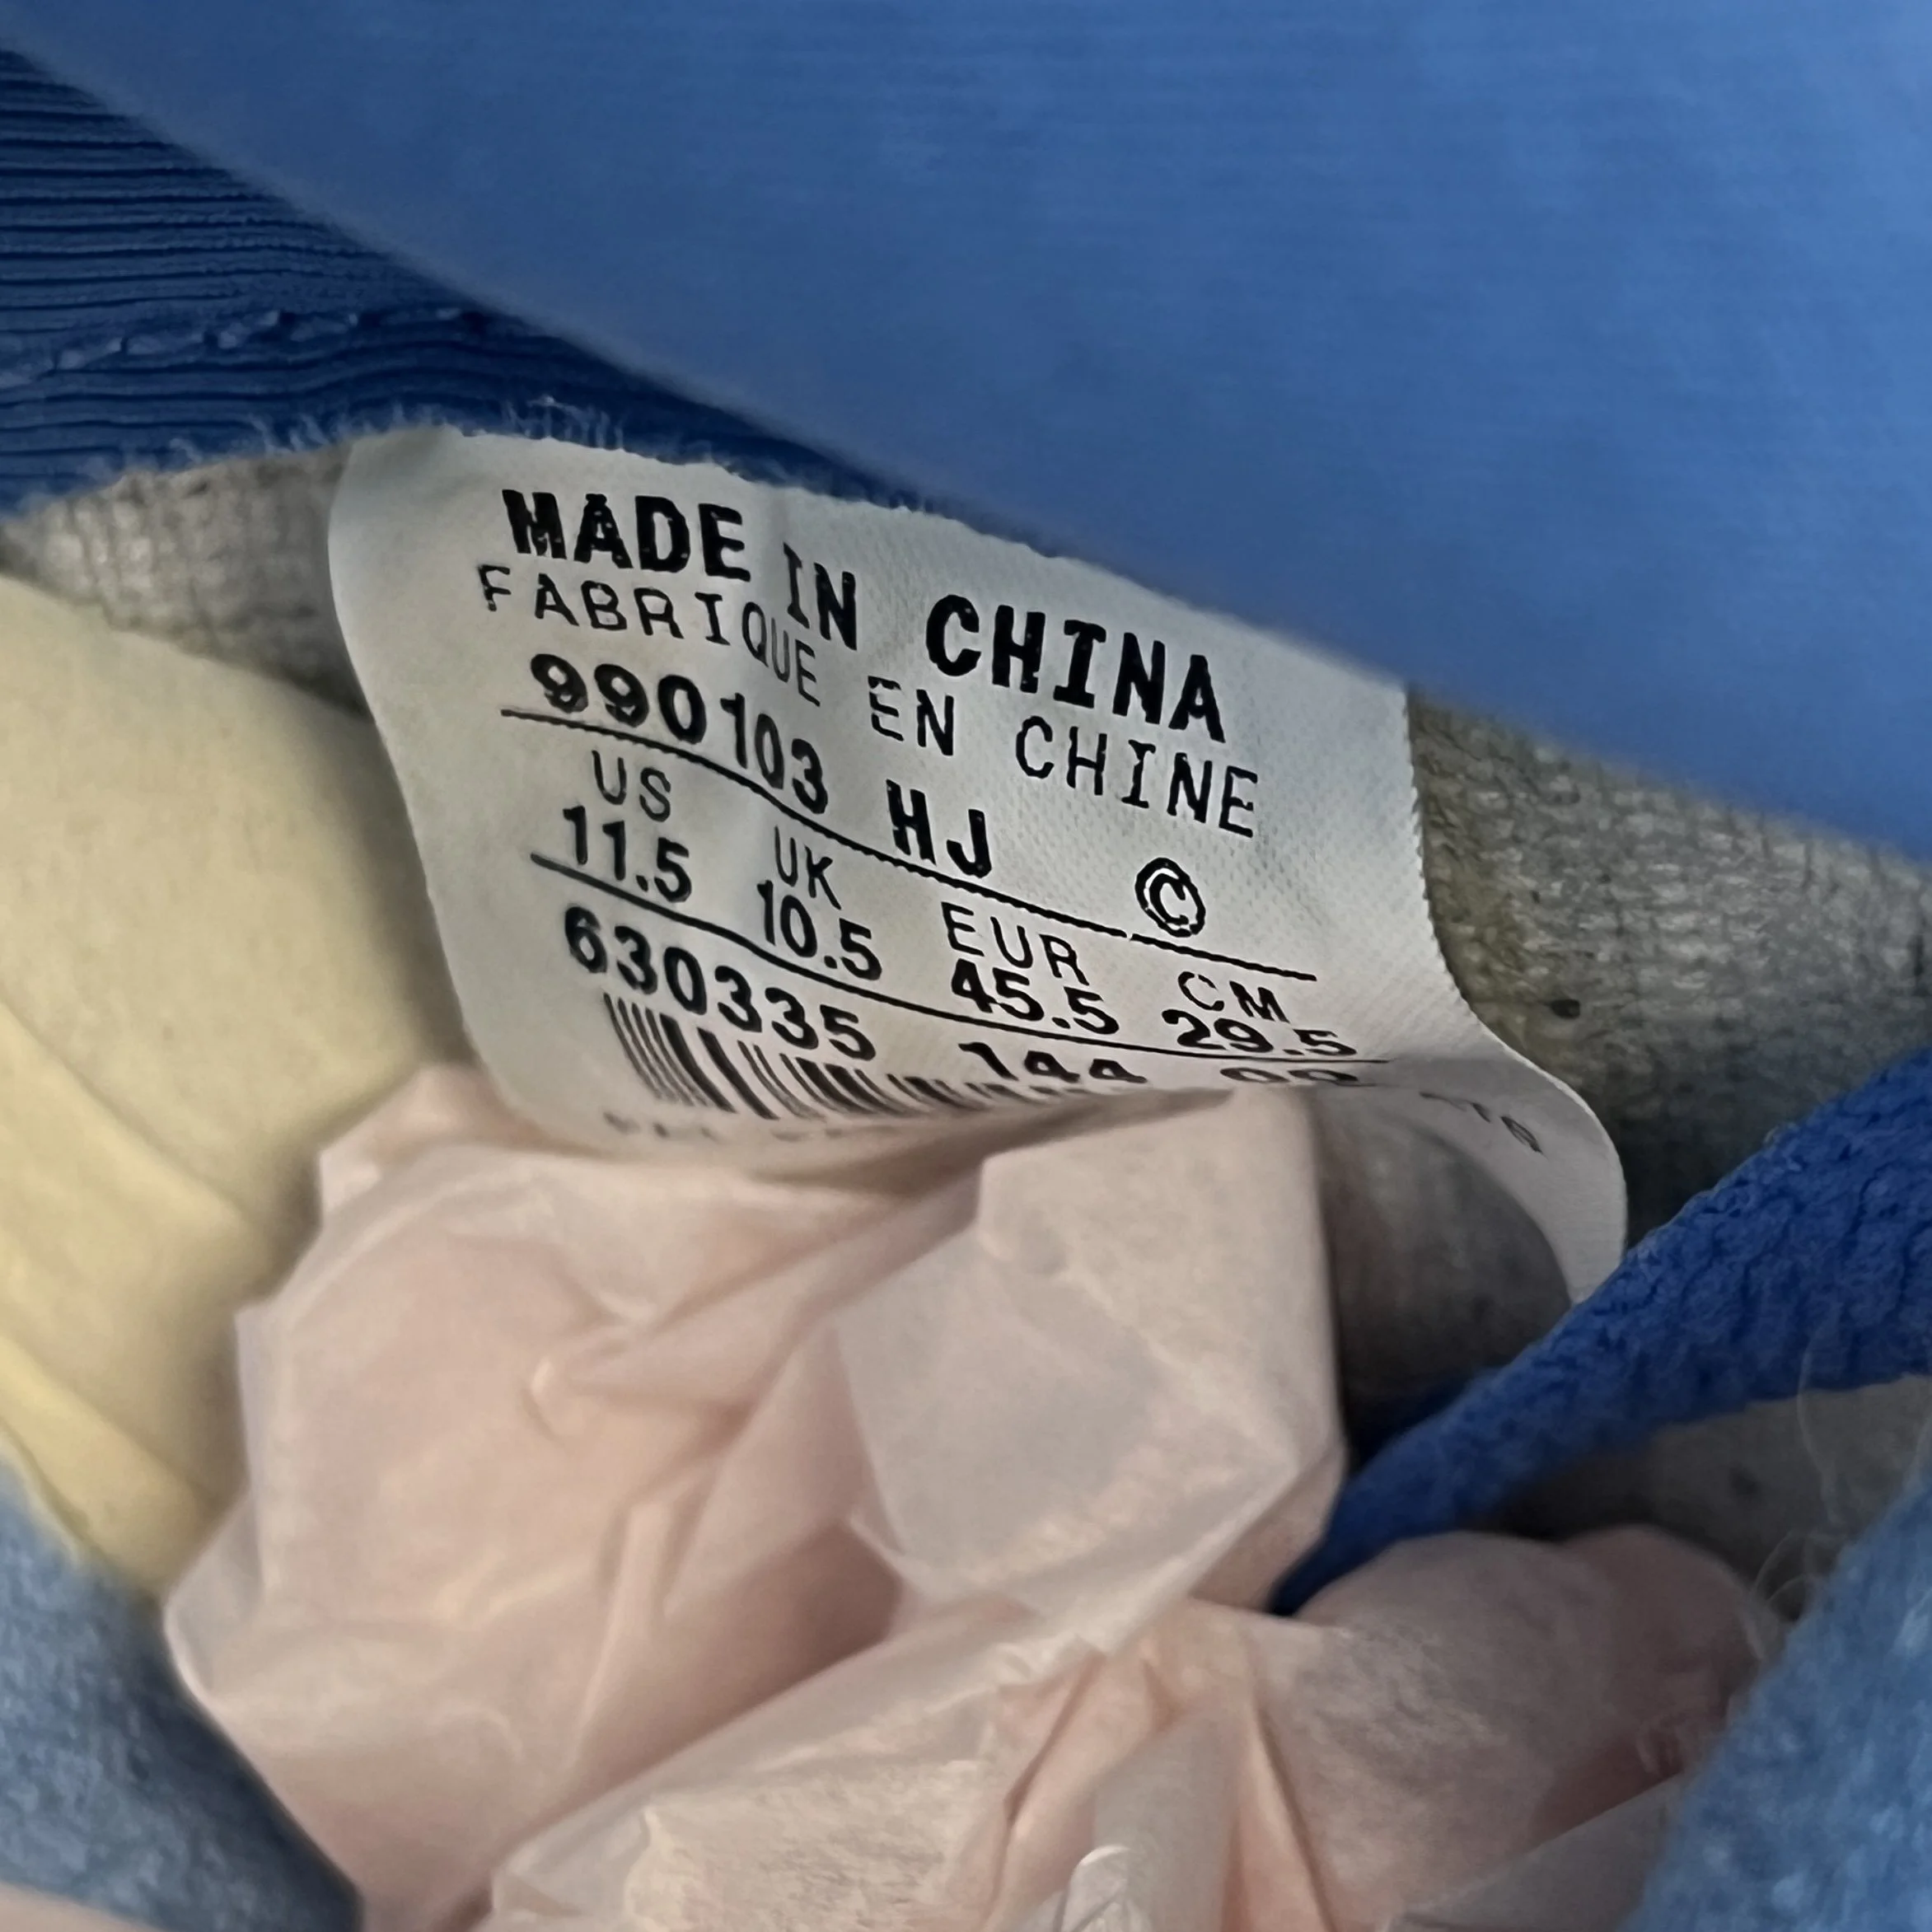 MADE IN CHINA
FABRIQUE EN CHINE
990103 HJ ©
US UK EUR CM
11.5 10.5 45.5 29.5
630335 144